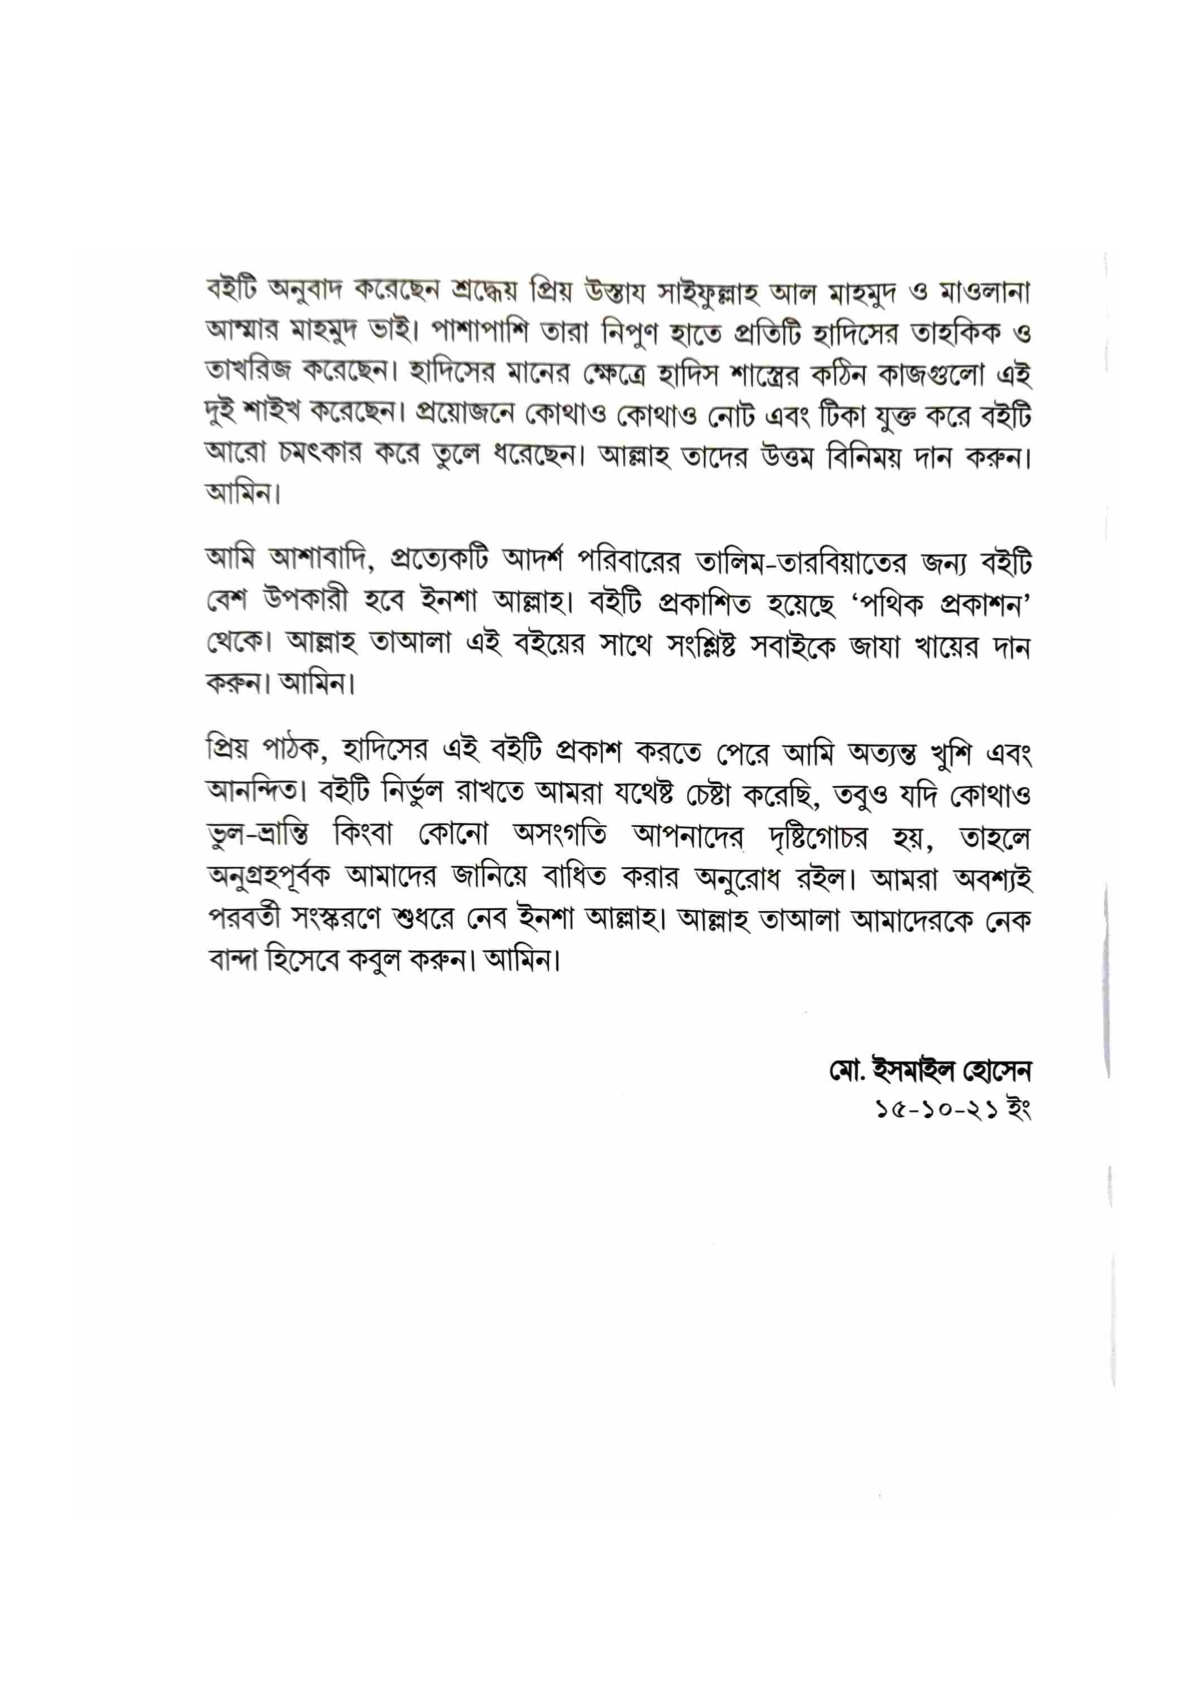 বইটি অনুবাদ করেছেন শ্রদ্ধেয় প্রিয় উস্তায সাইফুল্লাহ আল মাহমুদ ও মাওলানা
আম্মার মাহমুদ ভাই। পাশাপাশি তারা নিপুণ হাতে প্রতিটি হাদিসের তাহকিক ও
তাখরিজ করেছেন। হাদিসের মানের ক্ষেত্রে হাদিস শাস্ত্রের কঠিন কাজগুলো এই
দুই শাইখ করেছেন। প্রয়োজনে কোথাও কোথাও নোট এবং টিকা যুক্ত করে বইটি
আরো চমৎকার করে তুলে ধরেছেন। আল্লাহ তাদের উত্তম বিনিময় দান করুন।
আমিন।
আমি আশাবাদি, প্রত্যেকটি আদর্শ পরিবারের তালিম-তারবিয়াতের জন্য বইটি
বেশ উপকারী হবে ইনশা আল্লাহ। বইটি প্রকাশিত হয়েছে ‘পথিক প্রকাশন’
থেকে। আল্লাহ তাআলা এই বইয়ের সাথে সংশ্লিষ্ট সবাইকে জাযা খায়ের দান
করুন। আমিন।
প্রিয় পাঠক, হাদিসের এই বইটি প্রকাশ করতে পেরে আমি অত্যন্ত খুশি এবং
আনন্দিত। বইটি নির্ভুল রাখতে আমরা যথেষ্ট চেষ্টা করেছি, তবুও যদি কোথাও
ভুল-ভ্রান্তি কিংবা কোনো অসংগতি আপনাদের দৃষ্টিগোচর হয়, তাহলে
অনুগ্রহপূর্বক আমাদের জানিয়ে বাধিত করার অনুরোধ রইল। আমরা অবশ্যই
পরবর্তী সংস্করণে শুধরে নেব ইনশা আল্লাহ। আল্লাহ তাআলা আমাদেরকে নেক
বান্দা হিসেবে কবুল করুন। আমিন।
মো. ইসমাইল হোসেন
১৫-১০-২১ ইং